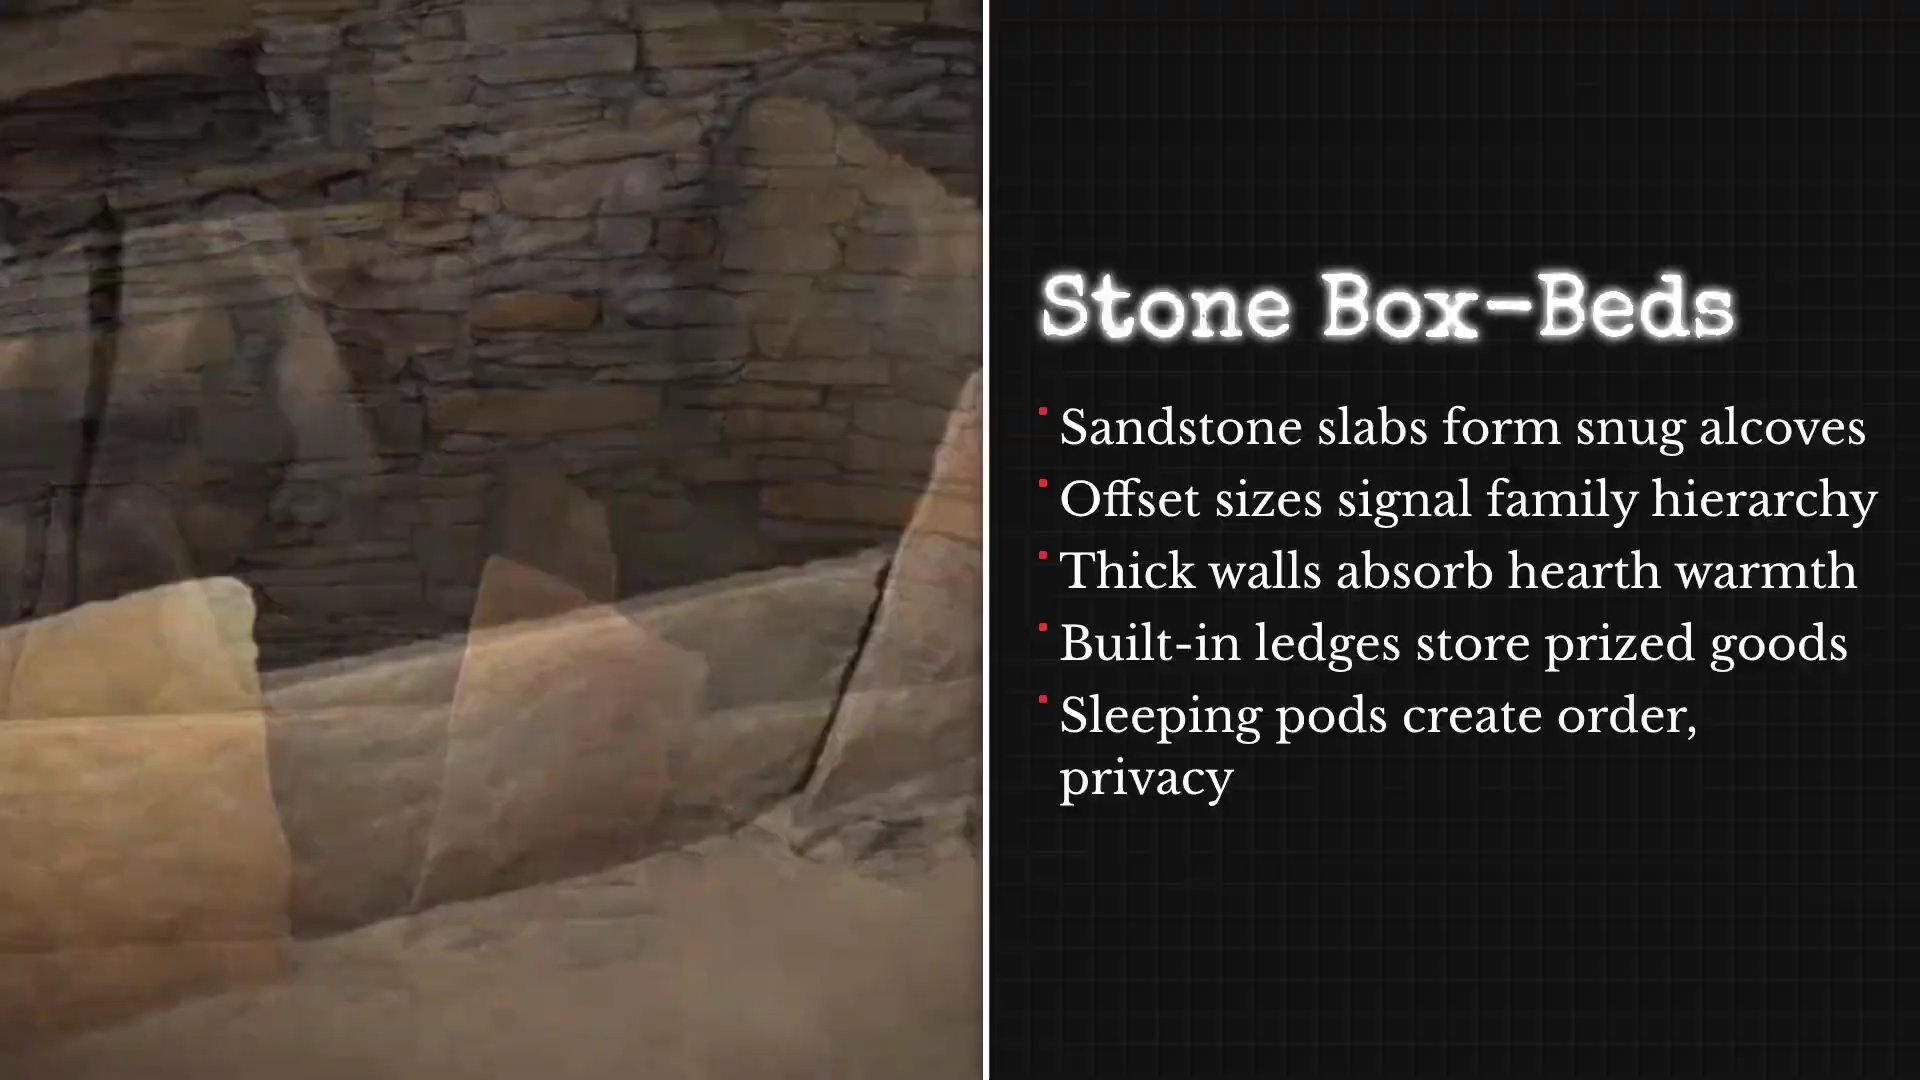 Stone Box-Beds
Sandstone slabs form snug alcoves
Offset sizes signal family hierarchy
Thick walls absorb hearth warmth
Built-in ledges store prized goods
Sleeping pods create order,
privacy